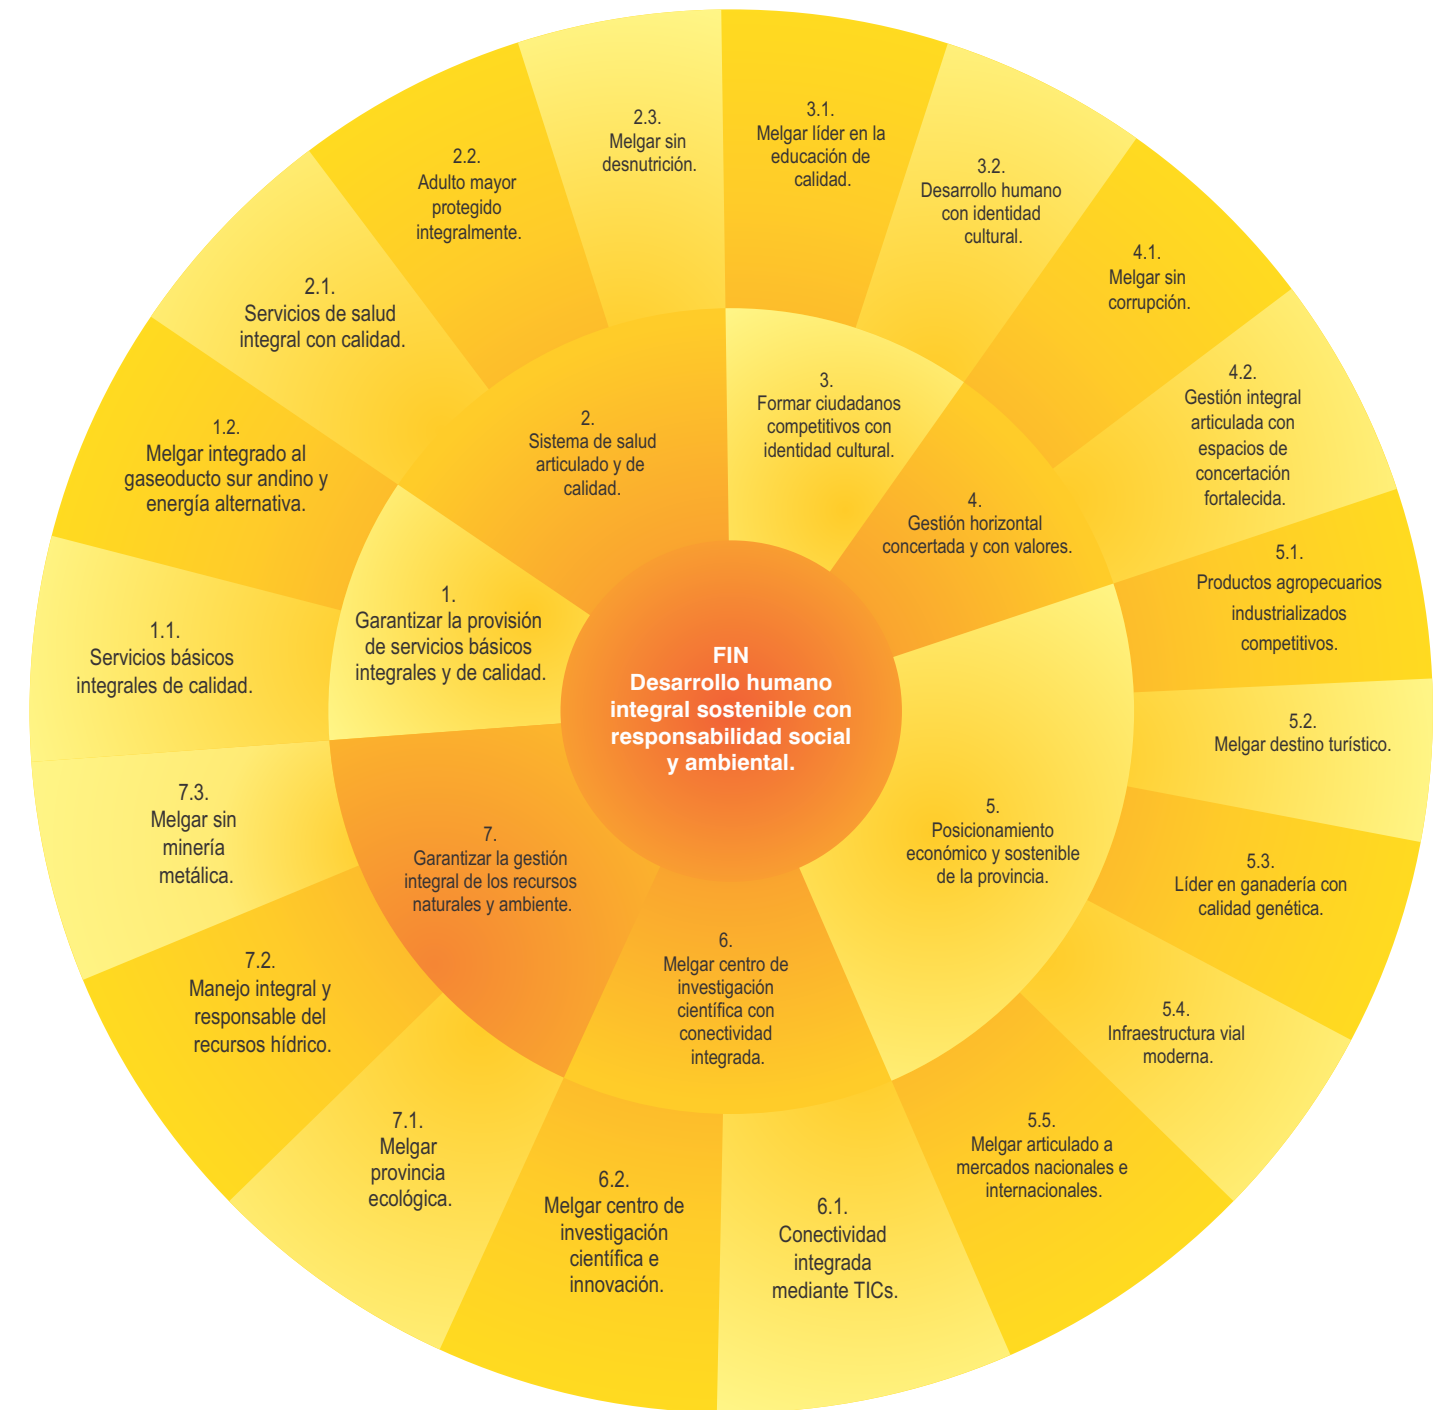 FIN
Desarrollo humano
integral sostenible con
responsabilidad social
y ambiental.
1.
Garantizar la provisión
de servicios básicos
integrales y de calidad.
1.1.
Servicios básicos
integrales de calidad.
1.2.
Melgar integrado al
gaseoducto sur andino y
energía alternativa.
2.
Sistema de salud
articulado y de
calidad.
2.1.
Servicios de salud
integral con calidad.
2.2.
Adulto mayor
protegido
integralmente.
2.3.
Melgar sin
desnutrición.
3.
Formar ciudadanos
competitivos con
identidad cultural.
3.1.
Melgar líder en la
educación de
calidad.
3.2.
Desarrollo humano
con identidad
cultural.
4.
Gestión horizontal
concertada y con valores.
4.1.
Melgar sin
corrupción.
4.2.
Gestión integral
articulada con
espacios de
concertación
fortalecida.
5.
Posicionamiento
económico y sostenible
de la provincia.
5.1.
Productos agropecuarios
industrializados
competitivos.
5.2.
Melgar destino turístico.
5.3.
Líder en ganadería con
calidad genética.
5.4.
Infraestructura vial
moderna.
5.5.
Melgar articulado a
mercados nacionales e
internacionales.
6.
Melgar centro de
investigación
científica con
conectividad
integrada.
6.1.
Conectividad
integrada
mediante TICs.
6.2.
Melgar centro de
investigación
científica e
innovación.
7.
Garantizar la gestión
integral de los recursos
naturales y ambiente.
7.1.
Melgar
provincia
ecológica.
7.2.
Manejo integral y
responsable del
recursos hídrico.
7.3.
Melgar sin
minería
metálica.